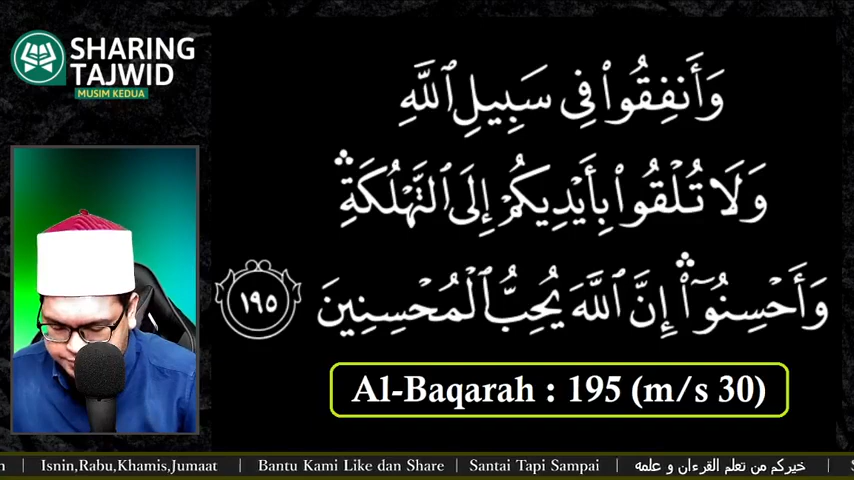 SHARING
TAJWID
MUSIM KEDUA
وَأَنفِقُوا۟ فِى سَبِيلِ ٱللَّهِ
وَلَا تُلْقُوا۟ بِأَيْدِيكُمْ إِلَى ٱلتَّهْلُكَةِ ۛ
وَأَحْسِنُوٓا۟ ۛ إِنَّ ٱللَّهَ يُحِبُّ ٱلْمُحْسِنِينَ ١٩٥
Al-Baqarah : 195 (m/s 30)
| Isnin,Rabu,Khamis,Jumaat | Bantu Kami Like dan Share | Santai Tapi Sampai | خيركم من تعلم القرءان و علمه |